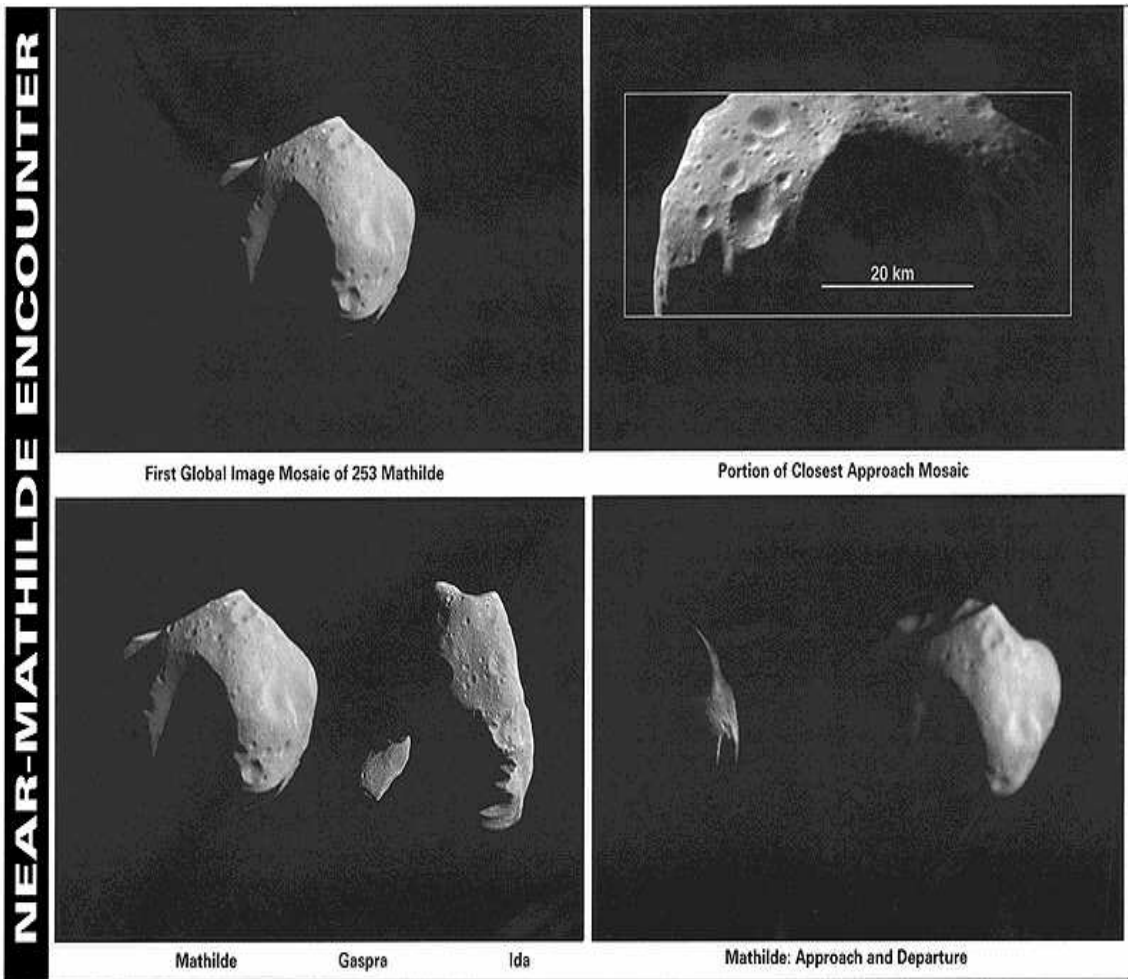 NEAR-MATHILDE ENCOUNTER
20 km
First Global Image Mosaic of 253 Mathilde
Portion of Closest Approach Mosaic
Mathilde Gaspra Ida
Mathilde: Approach and Departure